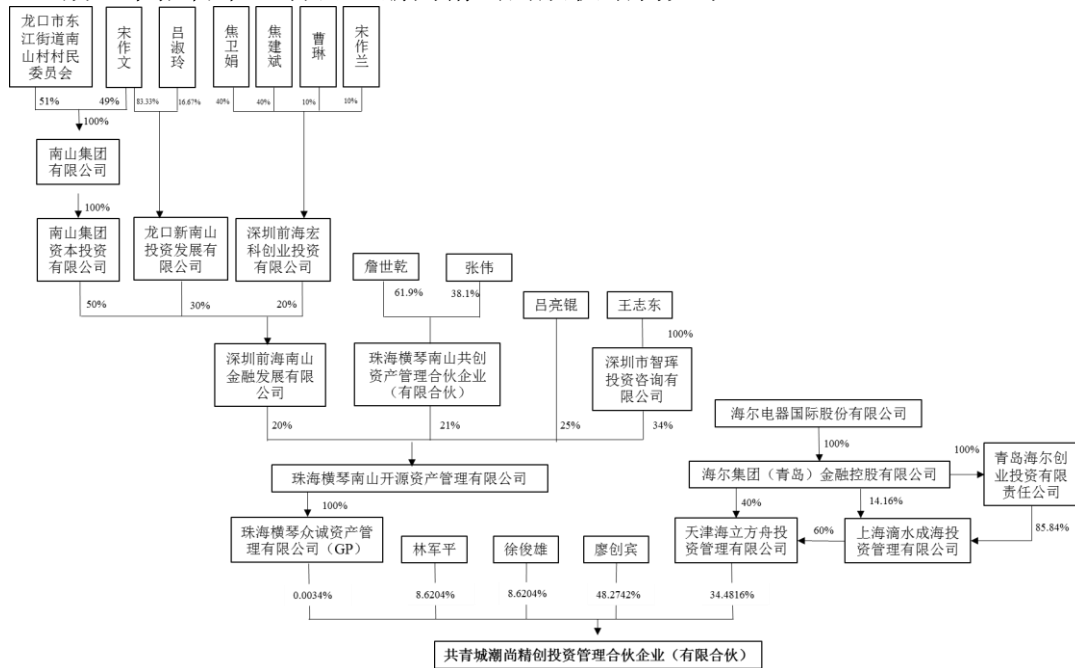 龙口市东
江街道南
山村村民
委员会
宋作文
吕淑玲
焦卫娟
焦建斌
曹琳
宋作兰
51%
49%
83.33%
16.67%
40%
40%
10%
10%
100%
南山集团
有限公司
100%
南山集团
资本投资
有限公司
龙口新南山
投资发展有
限公司
深圳前海宏
科创业投资
有限公司
詹世乾
张伟
61.9%
38.1%
吕亮锟
王志东
50%
30%
20%
100%
深圳前海南山
金融发展有限
公司
珠海横琴南山共创
资产管理合伙企业
（有限合伙）
深圳市智珲
投资咨询有
限公司
20%
21%
25%
34%
海尔电器国际股份有限公司
100%
珠海横琴南山开源资产管理有限公司
海尔集团（青岛）金融控股有限公司
100%
青岛海尔创
业投资有限
责任公司
100%
40%
14.16%
85.84%
珠海横琴众诚资产管
理有限公司（GP）
林军平
徐俊雄
廖创宾
天津海立方舟投
资管理有限公司
60%
上海滴水成海投
资管理有限公司
0.0034%
8.6204%
8.6204%
48.2742%
34.4816%
共青城潮尚精创投资管理合伙企业（有限合伙）